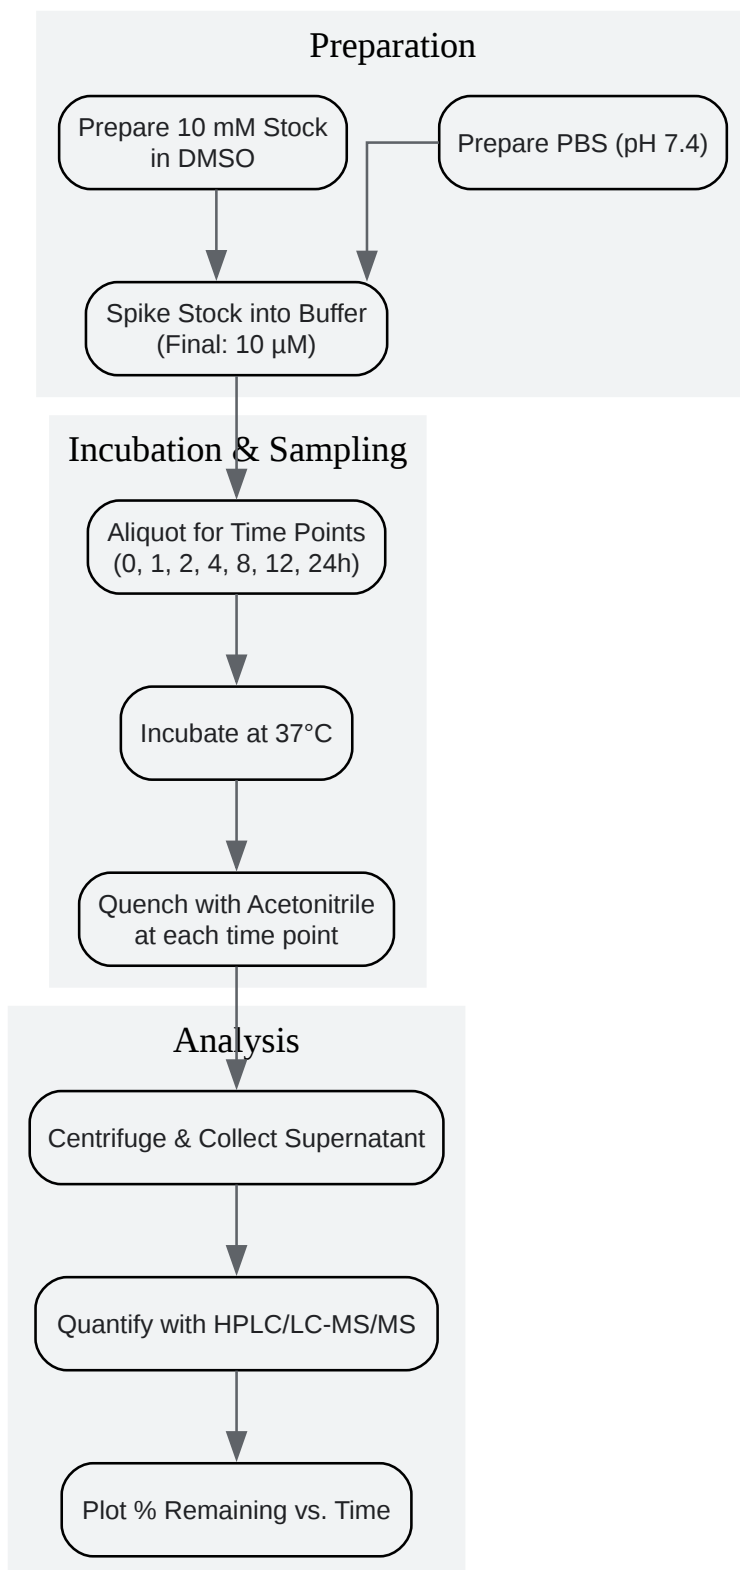 Preparation
Prepare 10 mM Stock
in DMSO
Prepare PBS (pH 7.4)
Spike Stock into Buffer
(Final: 10 µM)
Incubation & Sampling
Aliquot for Time Points
(0, 1, 2, 4, 8, 12, 24h)
Incubate at 37°C
Quench with Acetonitrile
at each time point
Analysis
Centrifuge & Collect Supernatant
Quantify with HPLC/LC-MS/MS
Plot % Remaining vs. Time